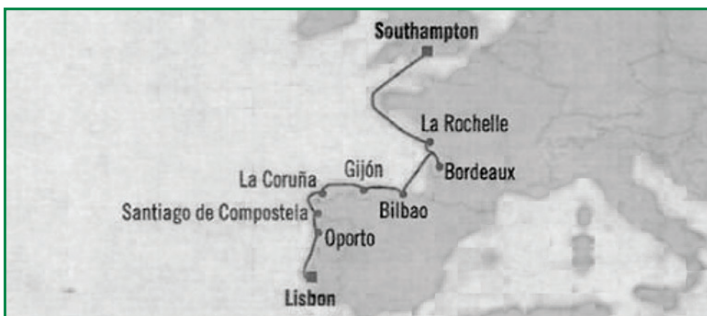 Southampton
La Rochelle
Gijón
Bordeaux
La Coruña
Bilbao
Santiago de Compostela
Oporto
Lisbon